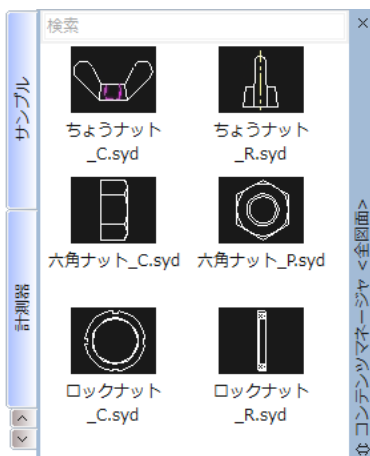 検索
サンプル
計測器
ちょうナット
_C.syd
ちょうナット
_R.syd
六角ナット_C.syd
六角ナット_P.syd
ロックナット
_C.syd
ロックナット
_R.syd
コンテンツマネージャ <全図面>